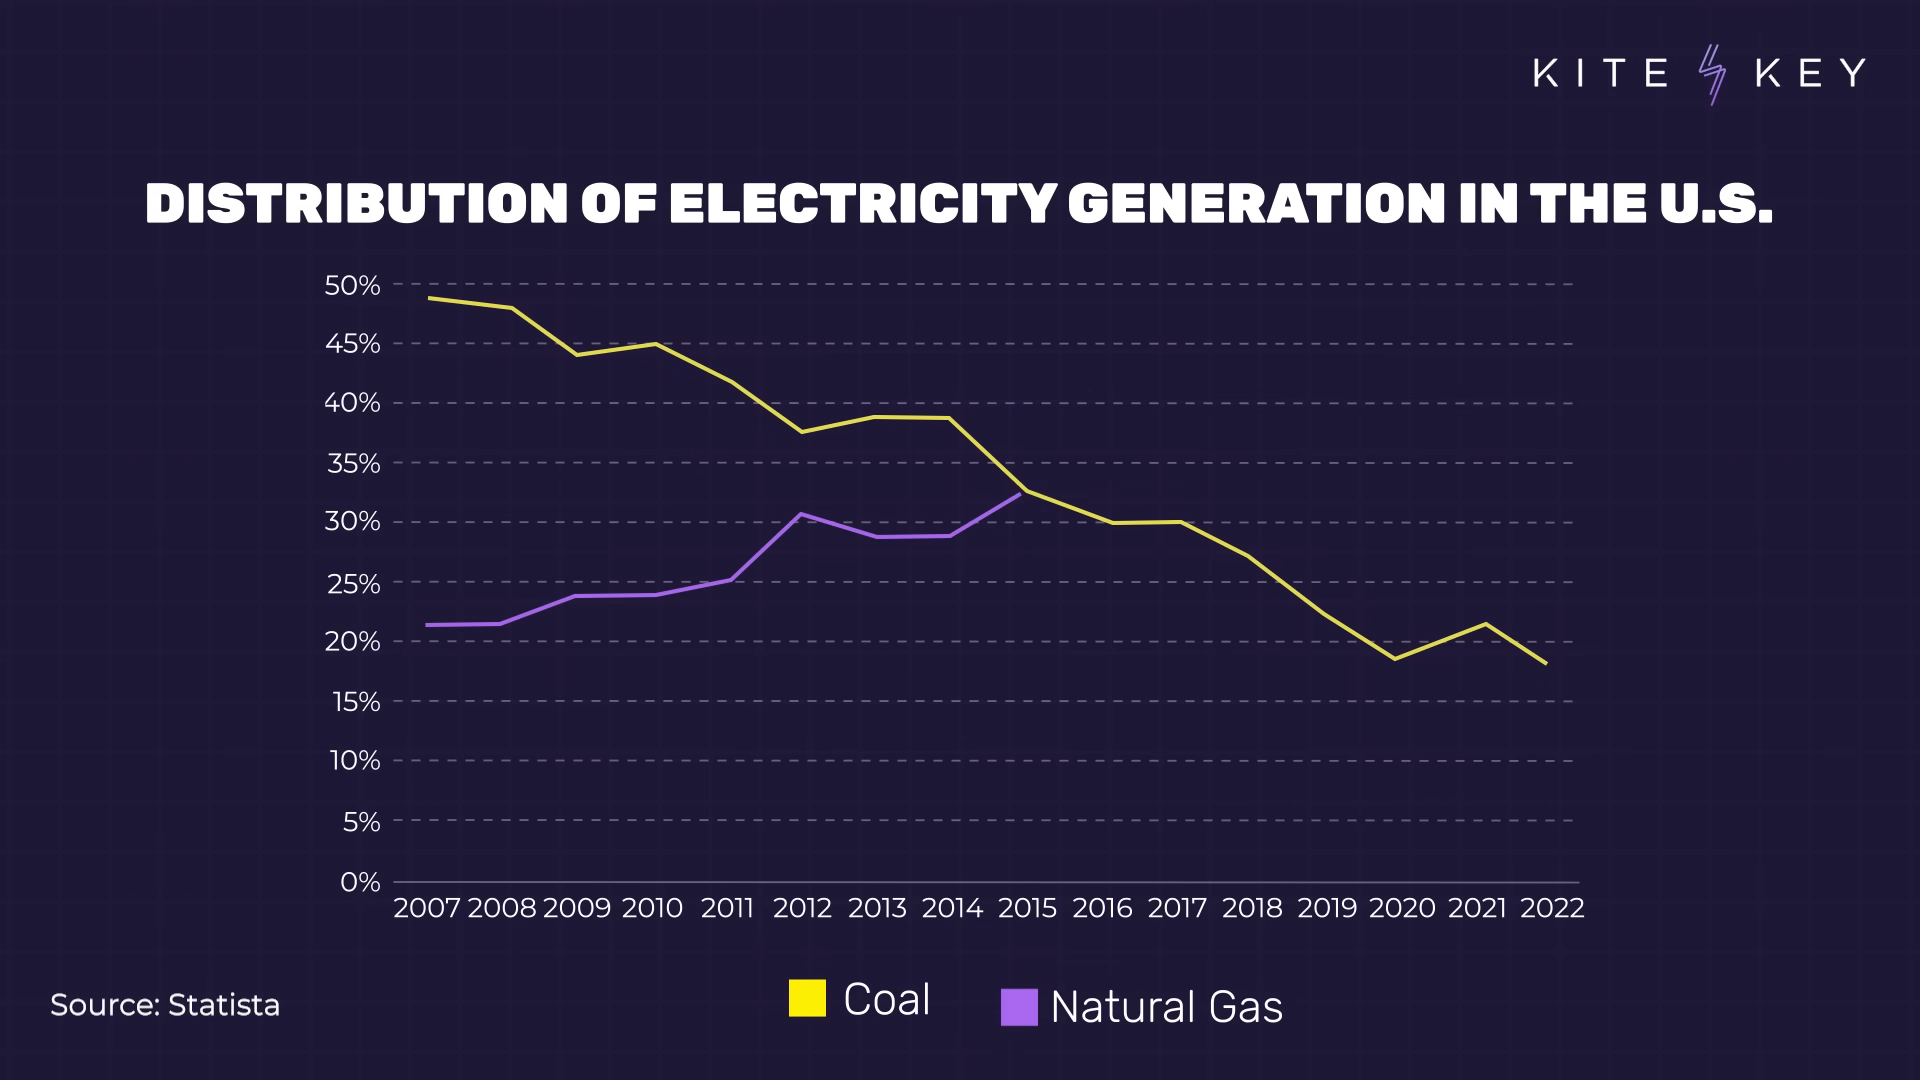 KITE KEY
DISTRIBUTION OF ELECTRICITY GENERATION IN THE U.S.
50%
45%
40%
35%
30%
25%
20%
15%
10%
5%
0%
2007 2008 2009 2010 2011 2012 2013 2014 2015 2016 2017 2018 2019 2020 2021 2022
Source: Statista
Coal
Natural Gas